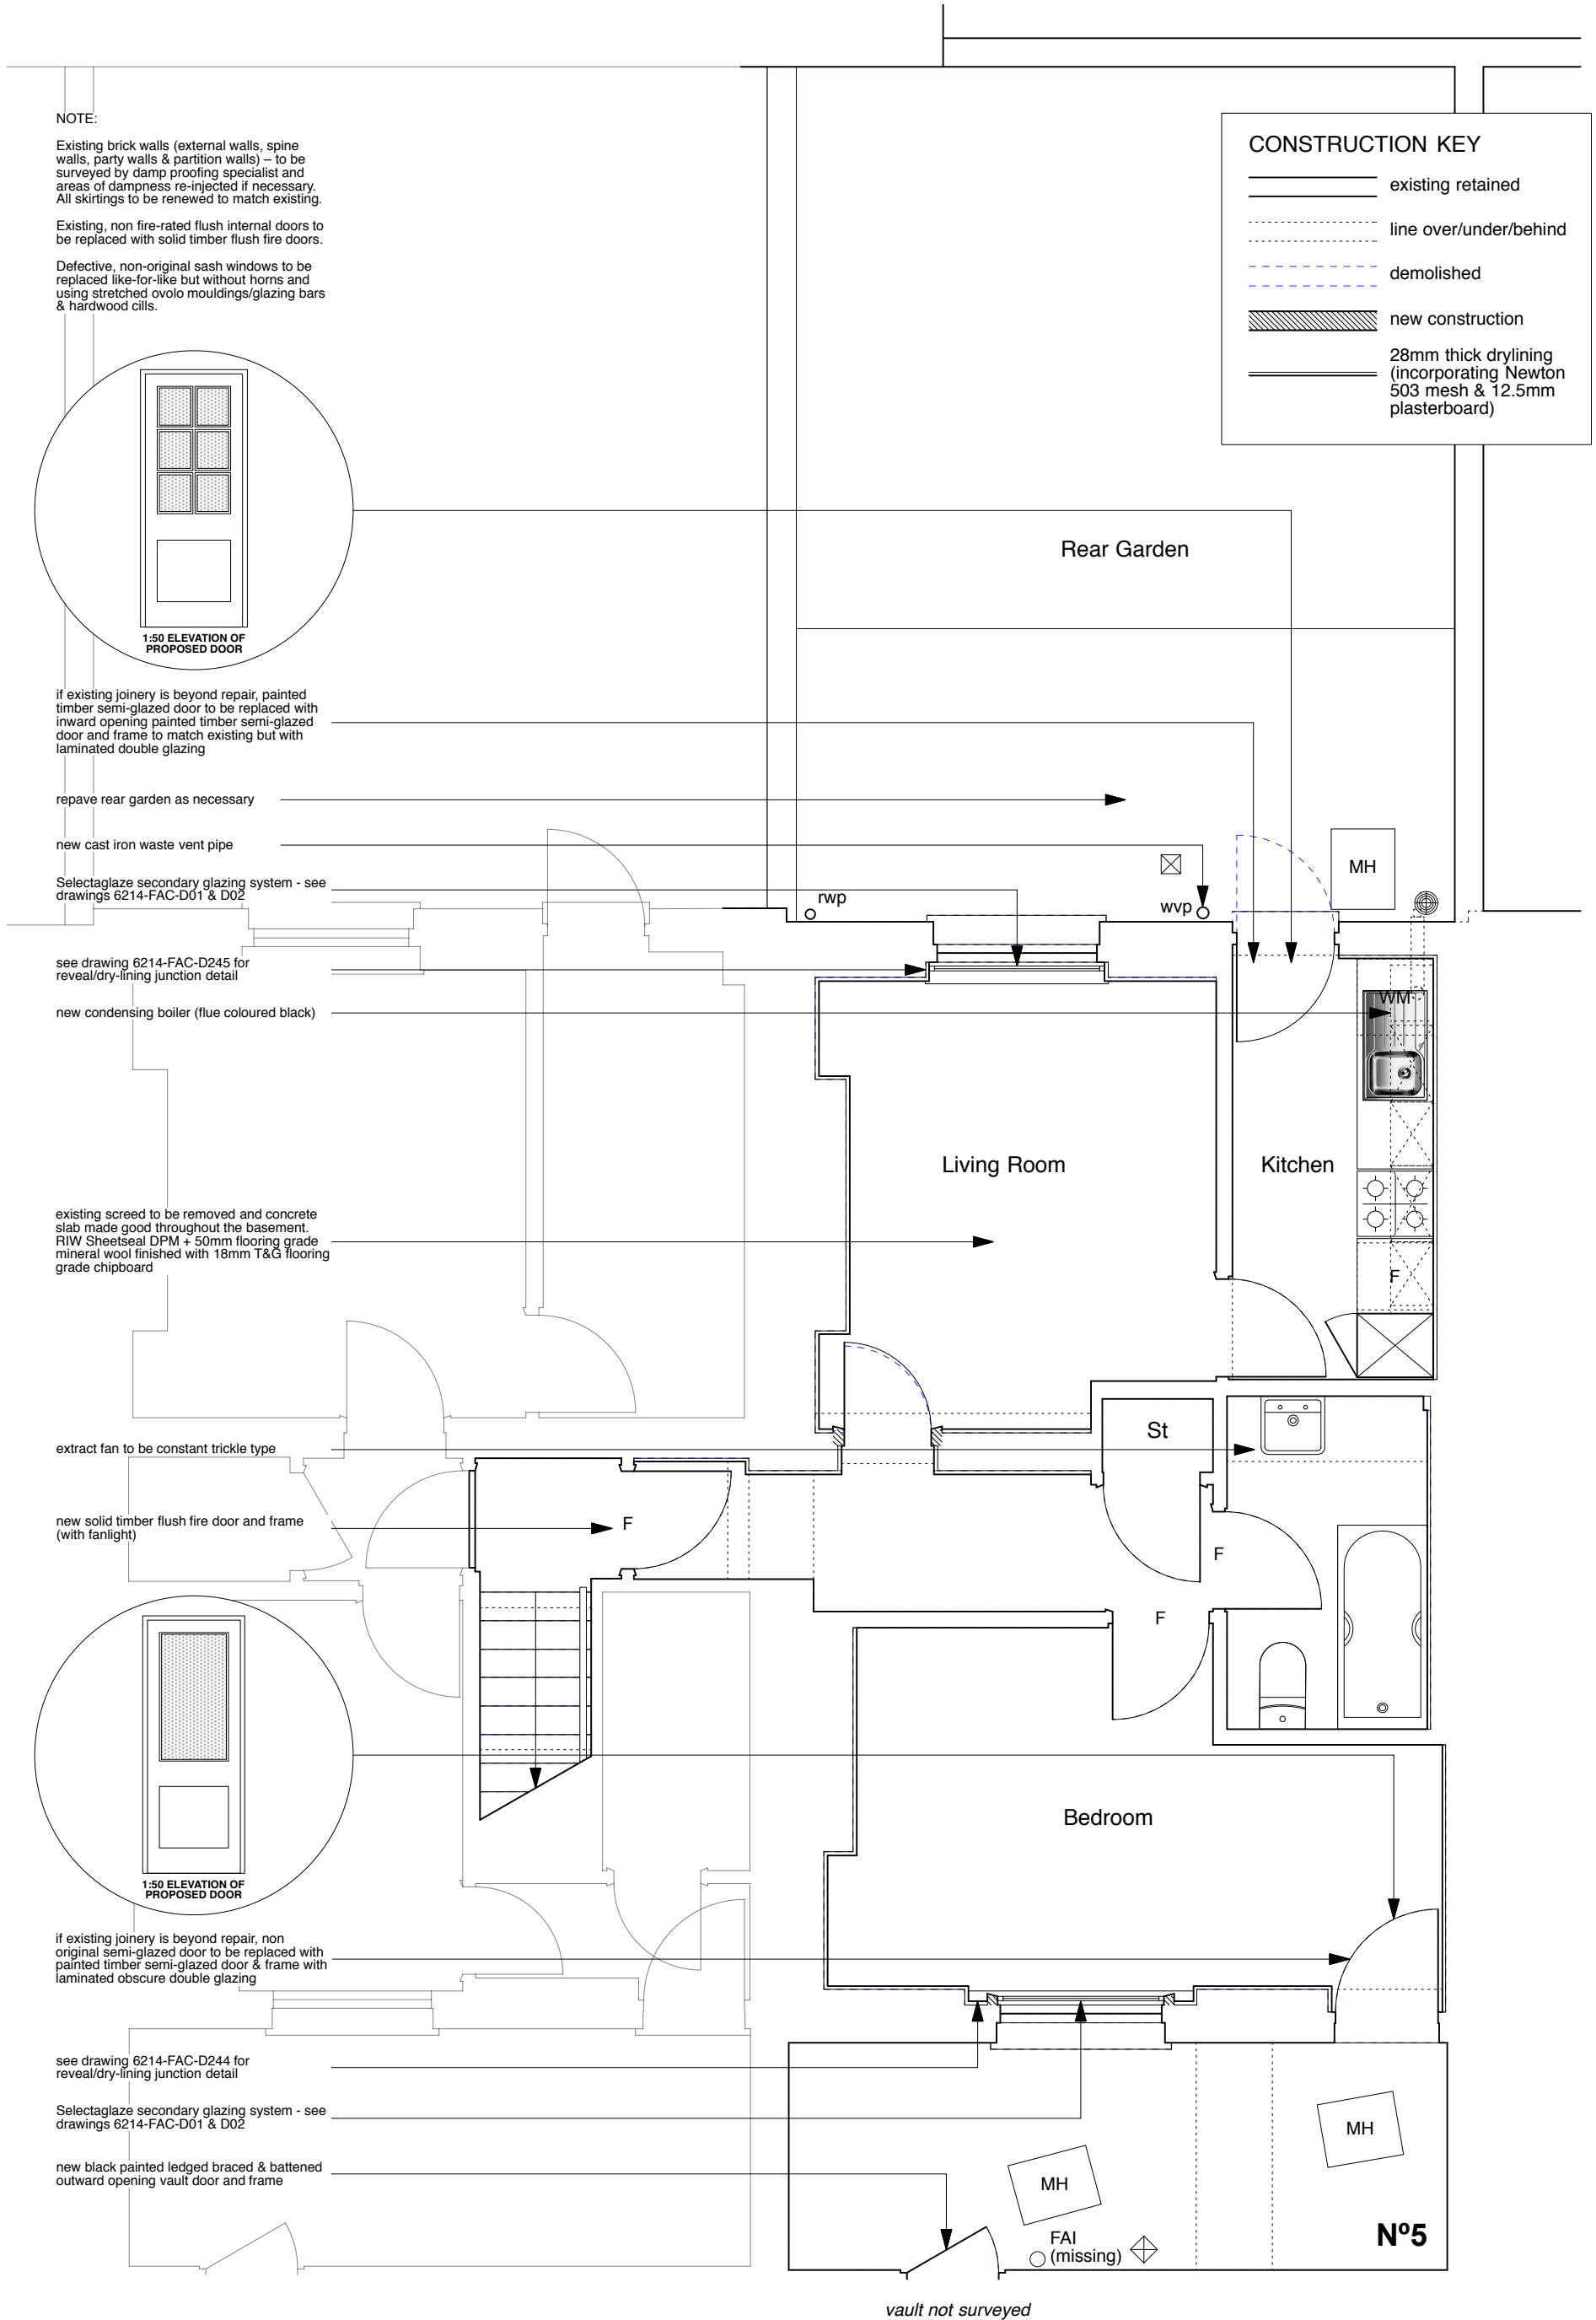 NOTE:
Existing brick walls (external walls, spine
walls, party walls & partition walls) – to be
surveyed by damp proofing specialist and
areas of dampness re-injected if necessary.
All skirtings to be renewed to match existing.
Existing, non fire-rated flush internal doors to
be replaced with solid timber flush fire doors.
Defective, non-original sash windows to be
replaced like-for-like but without horns and
using stretched ovolo mouldings/glazing bars
& hardwood cills.
CONSTRUCTION KEY
existing retained
line over/under/behind
demolished
new construction
28mm thick drylining
(incorporating Newton
503 mesh & 12.5mm
plasterboard)
1:50 ELEVATION OF
PROPOSED DOOR
Rear Garden
if existing joinery is beyond repair, painted
timber semi-glazed door to be replaced with
inward opening painted timber semi-glazed
door and frame to match existing but with
laminated double glazing
repave rear garden as necessary
new cast iron waste vent pipe
Selectaglaze secondary glazing system - see
drawings 6214-FAC-D01 & D02
rwp
wvp
MH
see drawing 6214-FAC-D245 for
reveal/dry-lining junction detail
new condensing boiler (flue coloured black)
WM
Living Room
Kitchen
existing screed to be removed and concrete
slab made good throughout the basement.
RIW Sheetseal DPM + 50mm flooring grade
mineral wool finished with 18mm T&G flooring
grade chipboard
F
St
extract fan to be constant trickle type
new solid timber flush fire door and frame
(with fanlight)
F
F
F
1:50 ELEVATION OF
PROPOSED DOOR
Bedroom
if existing joinery is beyond repair, non
original semi-glazed door to be replaced with
painted timber semi-glazed door & frame with
laminated obscure double glazing
see drawing 6214-FAC-D244 for
reveal/dry-lining junction detail
Selectaglaze secondary glazing system - see
drawings 6214-FAC-D01 & D02
new black painted ledged braced & battened
outward opening vault door and frame
MH
MH
FAI
(missing)
Nº5
vault not surveyed